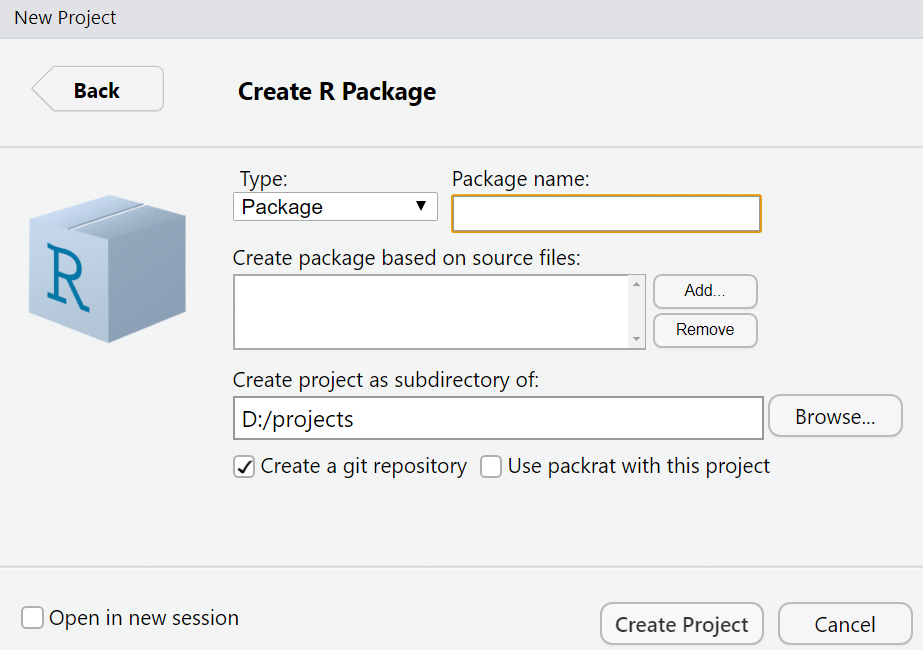 New Project
Back
Create R Package
Type:
Package name:
Package
Create package based on source files:
Add...
Remove
R
Create project as subdirectory of:
D:/projects
Browse...
Create a git repository
Use packrat with this project
Open in new session
Create Project
Cancel